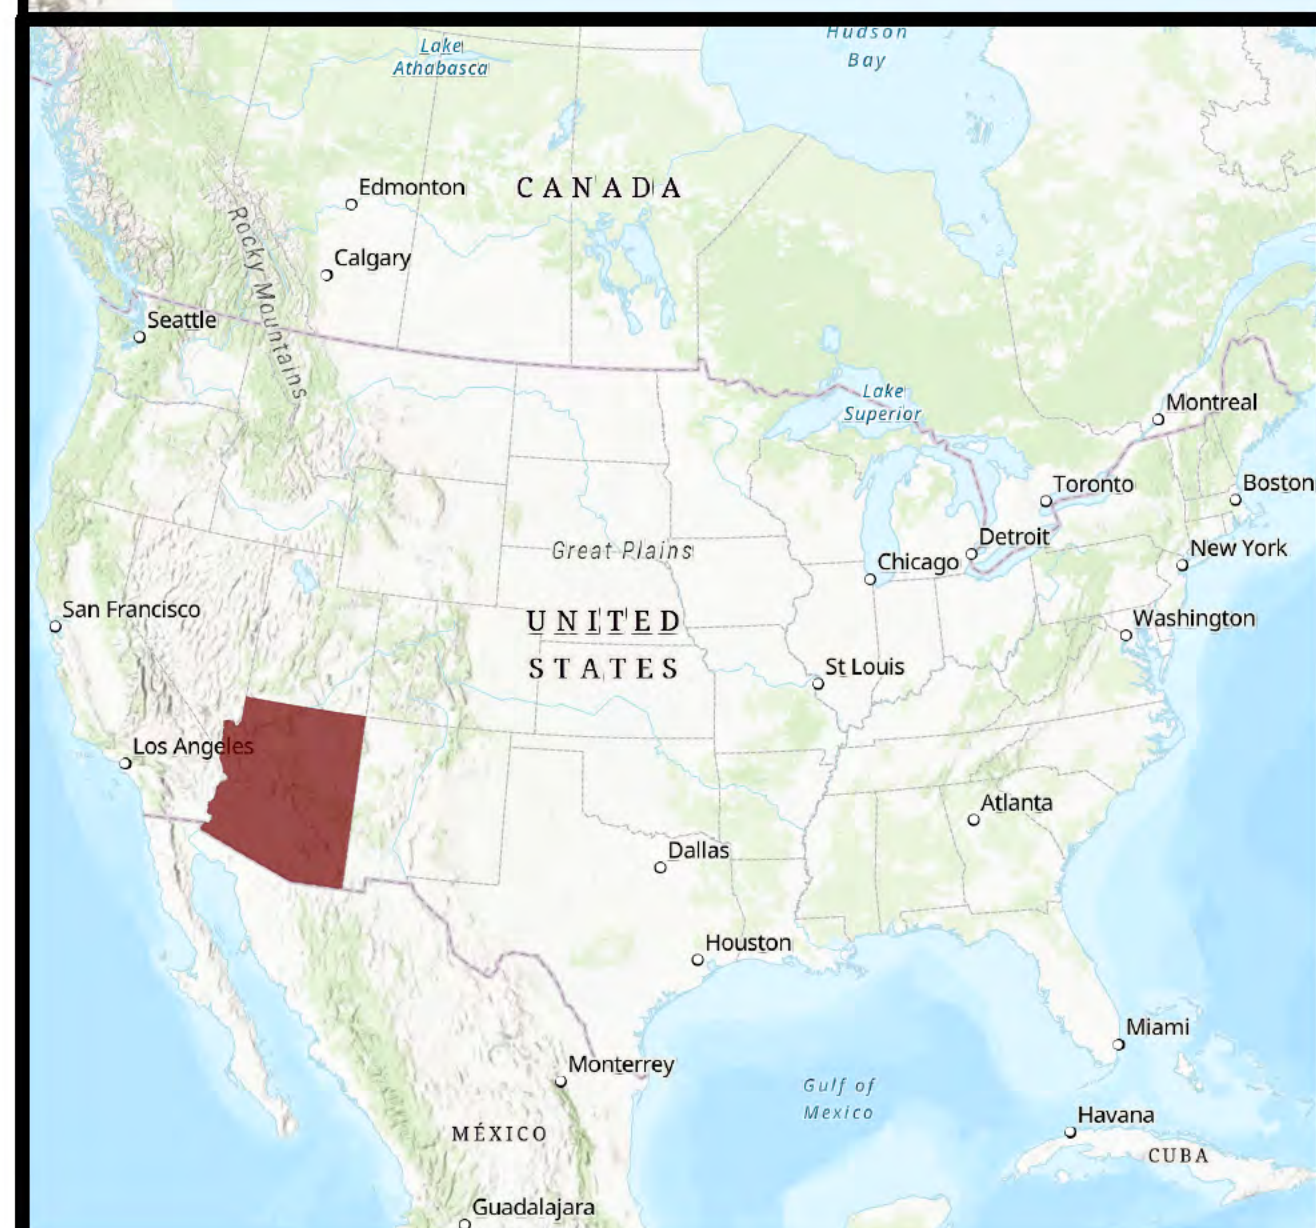 Hudson
Bay
Lake
Athabasca
Edmonton
CANADA
Rocky Mountains
Calgary
Seattle
Lake
Superior
Montreal
Toronto
Boston
Detroit
Great Plains
Chicago
New York
San Francisco
UNITED
STATES
Washington
St Louis
Los Angeles
Atlanta
Dallas
Houston
Miami
Monterrey
Gulf of
Mexico
Havana
MÉXICO
CUBA
Guadalajara